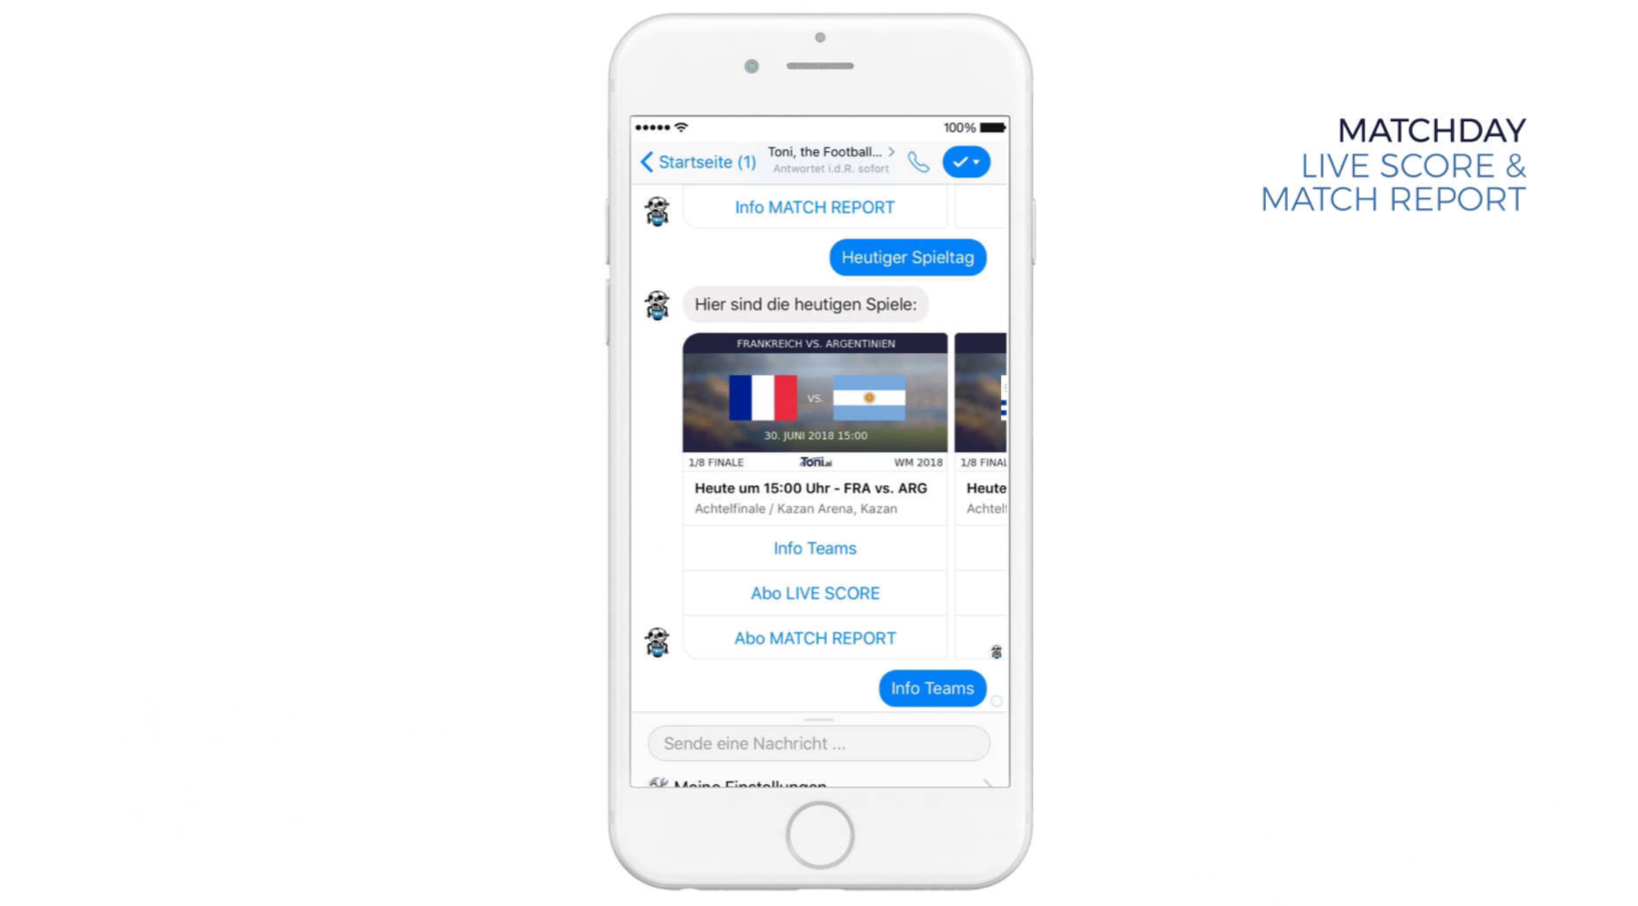 MATCHDAY
LIVE SCORE &
MATCH REPORT
100%
Startseite (1)
Toni, the Football...
Antwortet i.d.R. sofort
Info MATCH REPORT
Heutiger Spieltag
Hier sind die heutigen Spiele:
FRANKREICH VS. ARGENTINIEN
VS.
30. JUNI 2018 15:00
1/8 FINALE
Toni.ai
WM 2018
1/8 FINAL
Heute um 15:00 Uhr - FRA vs. ARG
Heute
Achtelfinale / Kazan Arena, Kazan
Achtelf
Info Teams
Abo LIVE SCORE
Abo MATCH REPORT
Info Teams
Sende eine Nachricht ...
Meine Einstellungen